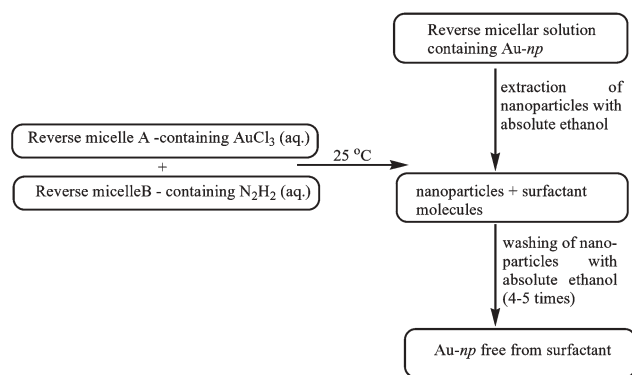 Reverse micellar solution
containing Au-np
extraction of
nanoparticles with
absolute ethanol
Reverse micelle A -containing AuCl₃ (aq.)
+
Reverse micelleB - containing N₂H₂ (aq.)
25 °C
nanoparticles + surfactant
molecules
washing of nano-
particles with
absolute ethanol
(4-5 times)
Au-np free from surfactant